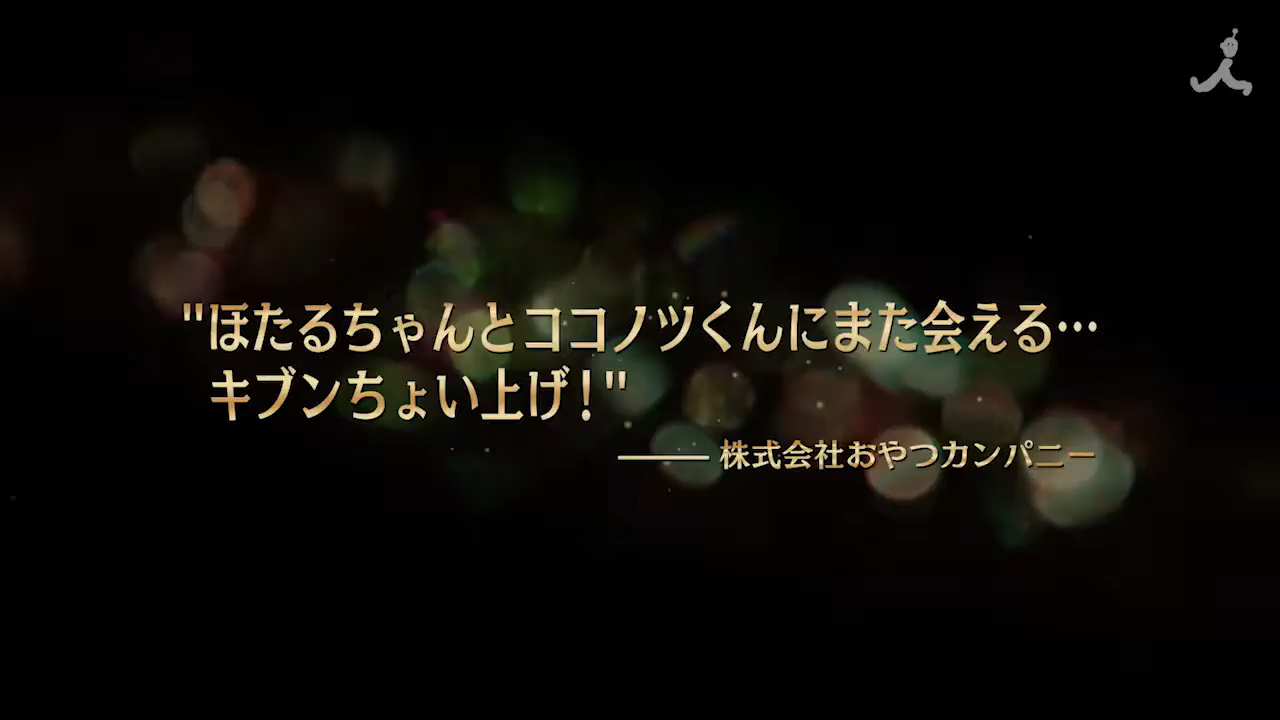 "ほたるちゃんとココノツくんにまた会える…
キブンちょい上げ!"
――株式会社おやつカンパニー